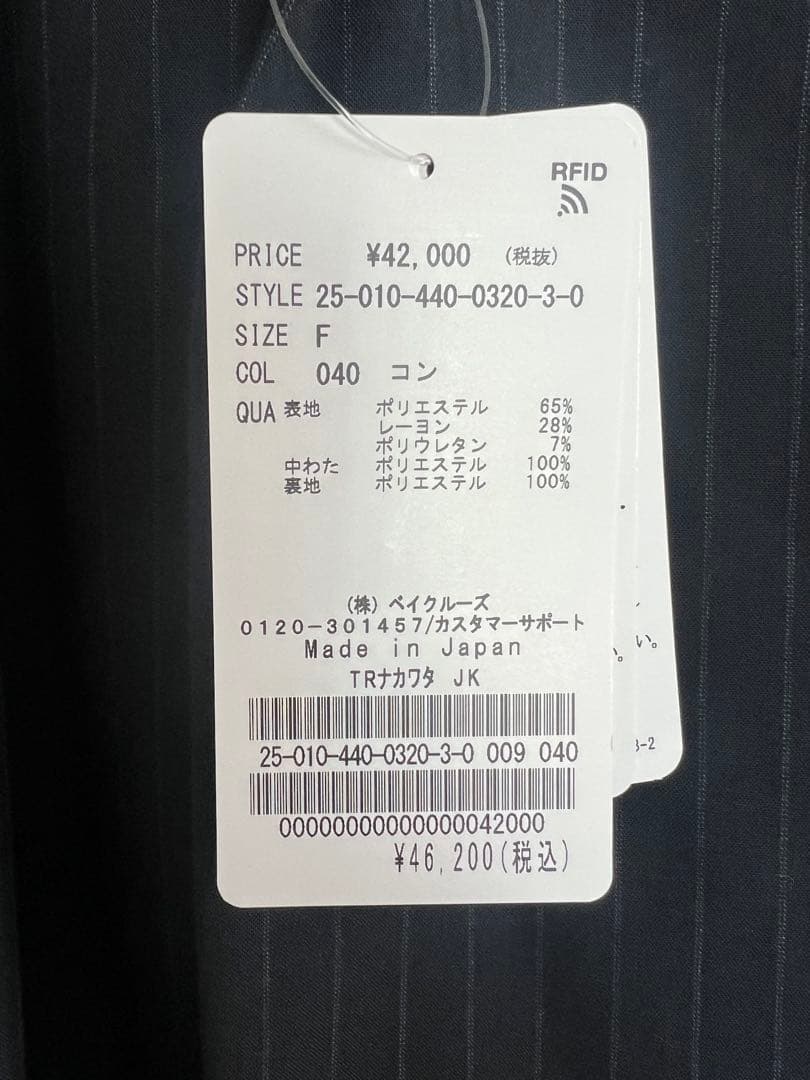 RFID
PRICE ¥42,000 (税抜)
STYLE 25-010-440-0320-3-0
SIZE F
COL 040 コン
QUA 表地 ポリエステル 65%
レーヨン 28%
ポリウレタン 7%
中わた ポリエステル 100%
裏地 ポリエステル 100%
(株) ベイクルーズ
0120-301457/カスタマーサポート
Made in Japan
TRナカワタ JK
25-010-440-0320-3-0 009 040
00000000000000042000
¥46,200(税込)
い。
3-2